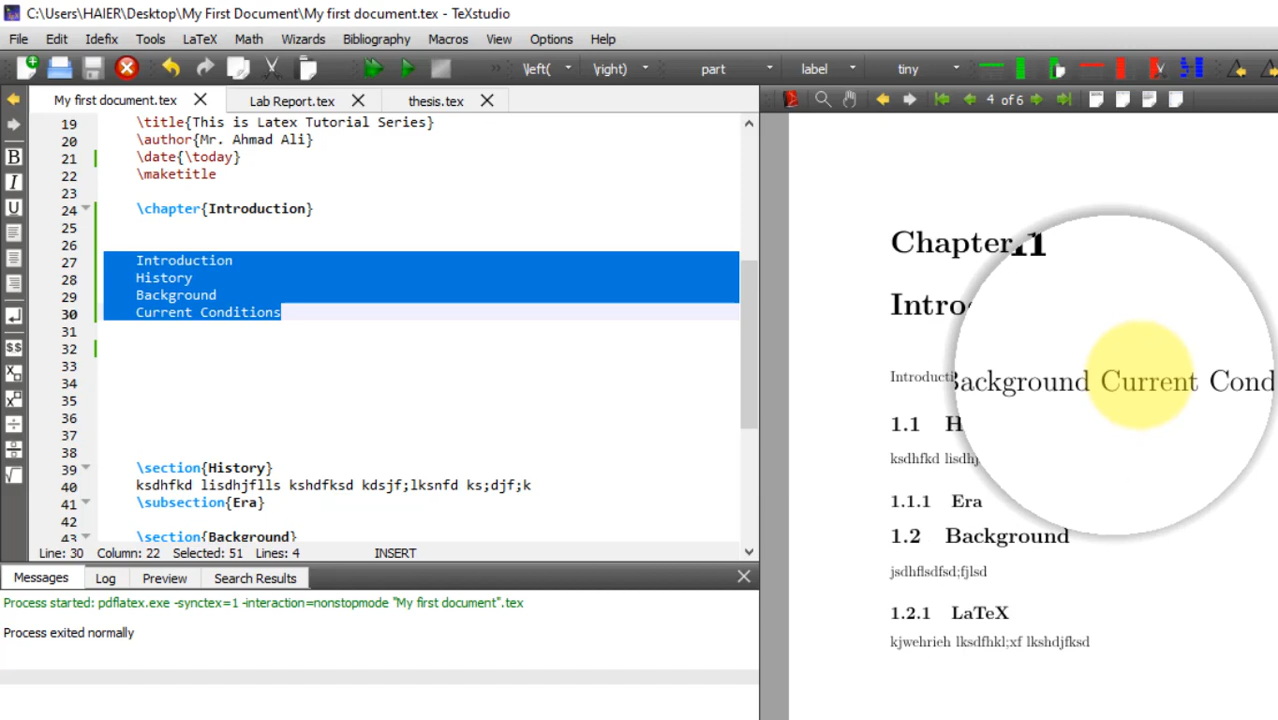 C:\Users\HAIER\Desktop\My First Document\My first document.tex - TeXstudio
File Edit Idefix Tools LaTeX Math Wizards Bibliography Macros View Options Help
\left( \right) part label tiny
My first document.tex Lab Report.tex thesis.tex
4 of 6
19 \title{This is Latex Tutorial Series}
20 \author{Mr. Ahmad Ali}
21 \date{\today}
22 \maketitle
23
24 \chapter{Introduction}
25
26
27 Introduction
28 History
29 Background
30 Current Conditions
31
32
33
34
35
36
37
38
39 \section{History}
40 ksdhfkd lisdhjflls kshdfksd kdsjf;lksnfd ks;djf;k
41 \subsection{Era}
42
43 \section{Background}
Line: 30 Column: 22 Selected: 51 Lines: 4 INSERT
Messages Log Preview Search Results
Process started: pdflatex.exe -synctex=1 -interaction=nonstopmode "My first document".tex
Process exited normally
Chapter 1
Background Current
1.1
1.1.1 Era
1.2 Background
jsdhflsdfsd;fjlsd
1.2.1 LaTeX
kjwehrieh lksdfhkl;xf lkshdjfksd